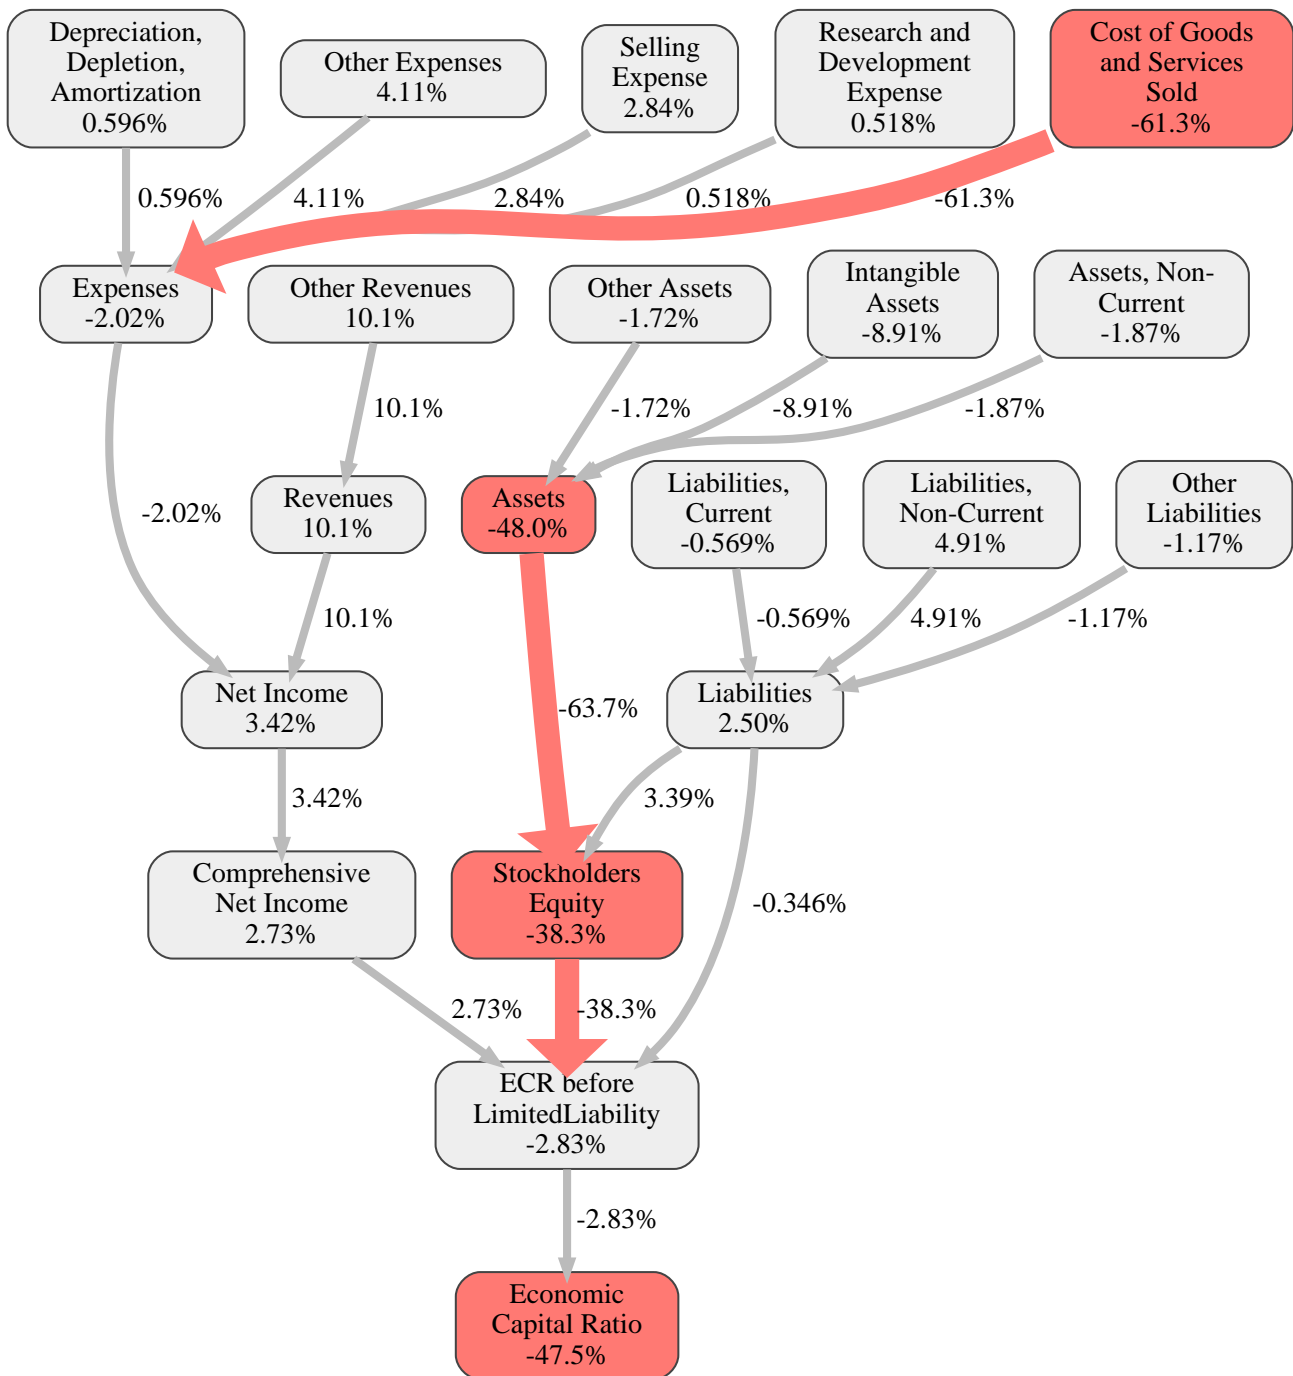 Depreciation,
Depletion,
Amortization
0.596%
Other Expenses
4.11%
Selling
Expense
2.84%
Research and
Development
Expense
0.518%
Cost of Goods
and Services
Sold
-61.3%
0.596%
4.11%
2.84%
0.518%
-61.3%
Expenses
-2.02%
Other Revenues
10.1%
Other Assets
-1.72%
Intangible
Assets
-8.91%
Assets, Non-
Current
-1.87%
10.1%
-1.72%
-8.91%
-1.87%
-2.02%
Revenues
10.1%
Assets
-48.0%
Liabilities,
Current
-0.569%
Liabilities,
Non-Current
4.91%
Other
Liabilities
-1.17%
10.1%
-0.569%
4.91%
-1.17%
Net Income
3.42%
-63.7%
Liabilities
2.50%
3.42%
3.39%
Comprehensive
Net Income
2.73%
Stockholders
Equity
-38.3%
-0.346%
2.73%
-38.3%
ECR before
LimitedLiability
-2.83%
-2.83%
Economic
Capital Ratio
-47.5%